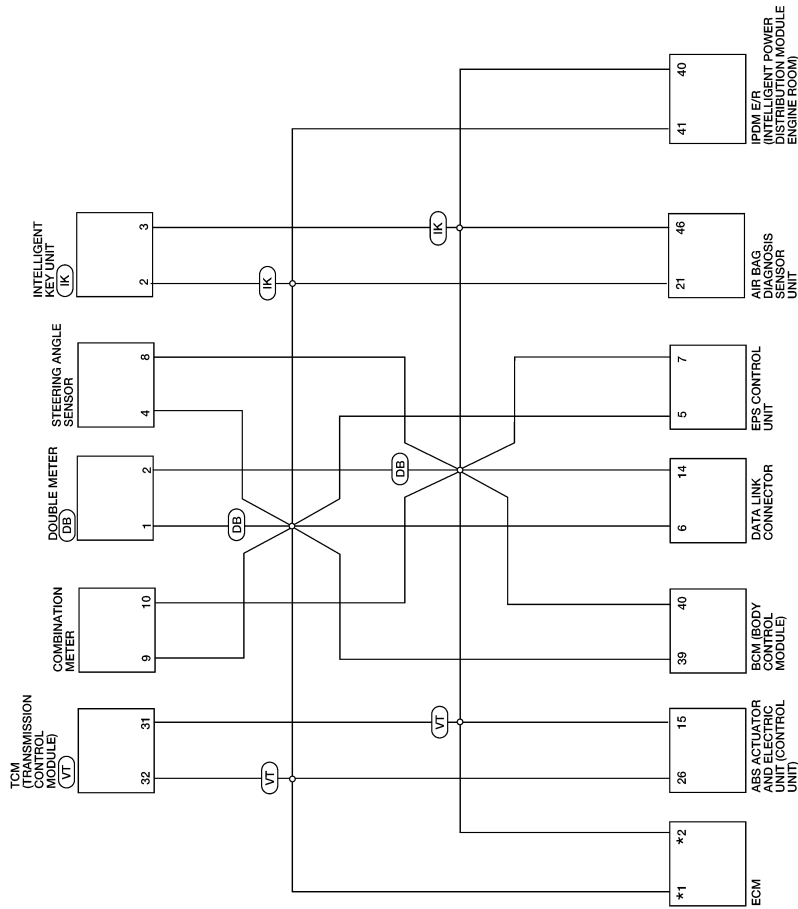 TCM
(TRANSMISSION
CONTROL
MODULE)
VT
32 31
COMBINATION
METER
9 10
DOUBLE METER
DB
1 2
STEERING ANGLE
SENSOR
4 8
INTELLIGENT
KEY UNIT
IK
2 3
DB
VT
IK
DB
VT
IK
*1 *2
ECM
26 15
ABS ACTUATOR
AND ELECTRIC
UNIT (CONTROL
UNIT)
39 40
BCM (BODY
CONTROL
MODULE)
6 14
DATA LINK
CONNECTOR
5 7
EPS CONTROL
UNIT
21 46
AIR BAG
DIAGNOSIS
SENSOR
UNIT
41 40
IPDM E/R
(INTELLIGENT POWER
DISTRIBUTION MODULE
ENGINE ROOM)